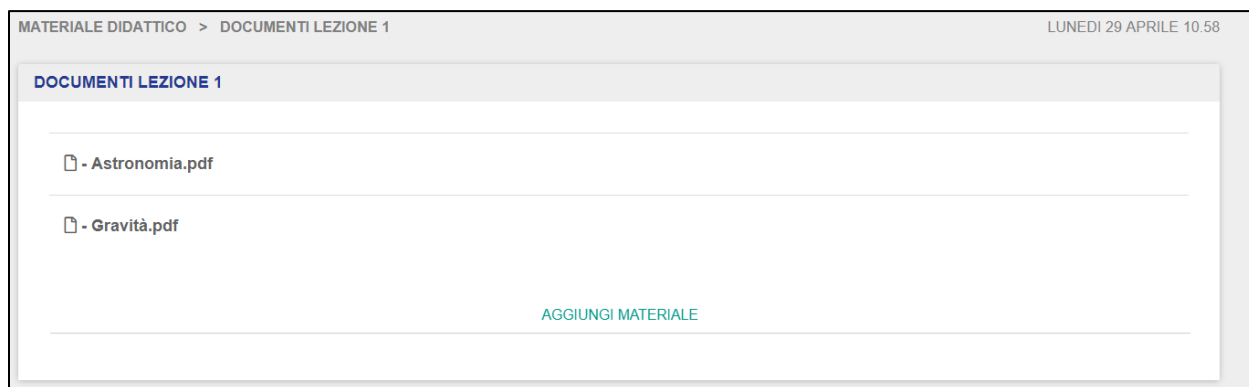 MATERIALE DIDATTICO > DOCUMENTI LEZIONE 1
LUNEDI 29 APRILE 10.58
DOCUMENTI LEZIONE 1
- Astronomia.pdf
- Gravità.pdf
AGGIUNGI MATERIALE